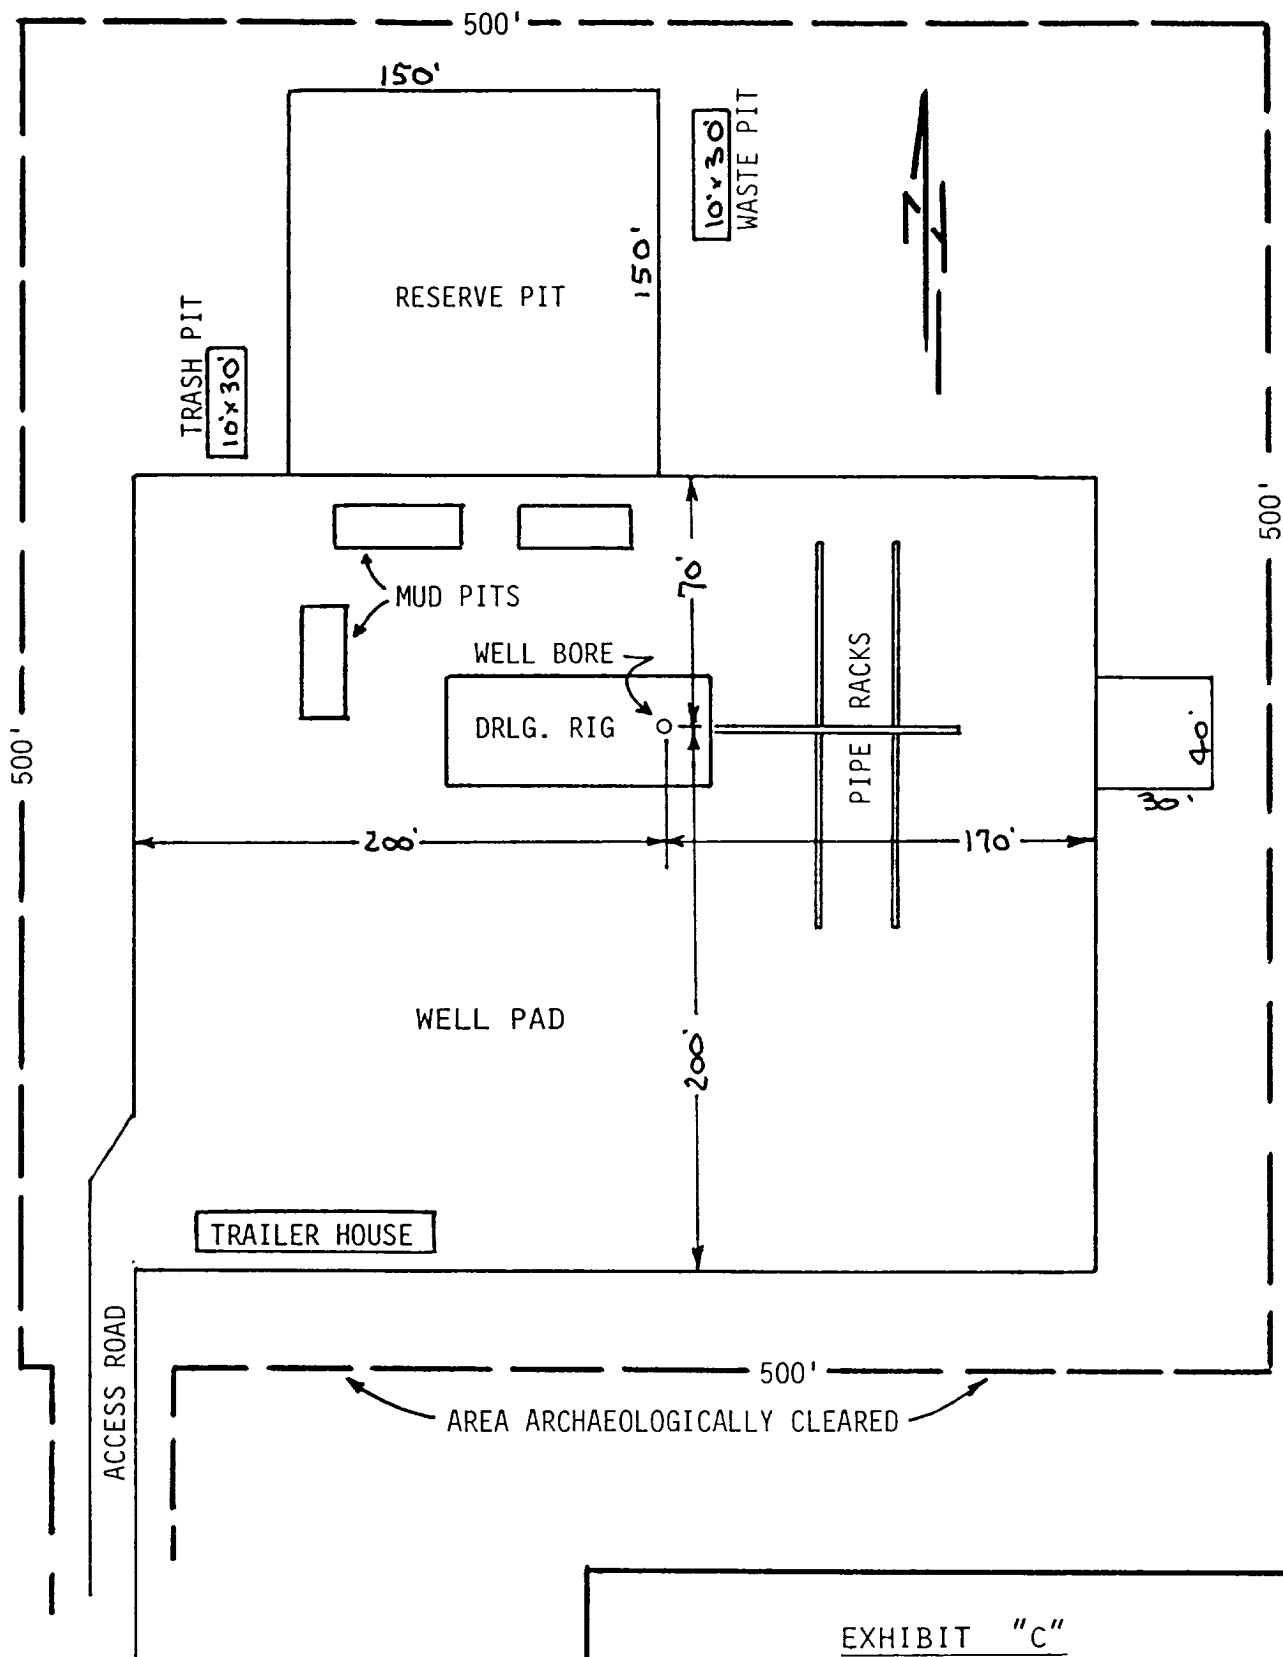 500'
150'
10'x30'
WASTE PIT
150'
RESERVE PIT
TRASH PIT
10'x30'
N
500'
70'
MUD PITS
WELL BORE
DRLG. RIG
PIPE RACKS
40'
30'
500'
200'
170'
WELL PAD
200'
TRAILER HOUSE
ACCESS ROAD
500'
AREA ARCHAEOLOGICALLY CLEARED
EXHIBIT "C"